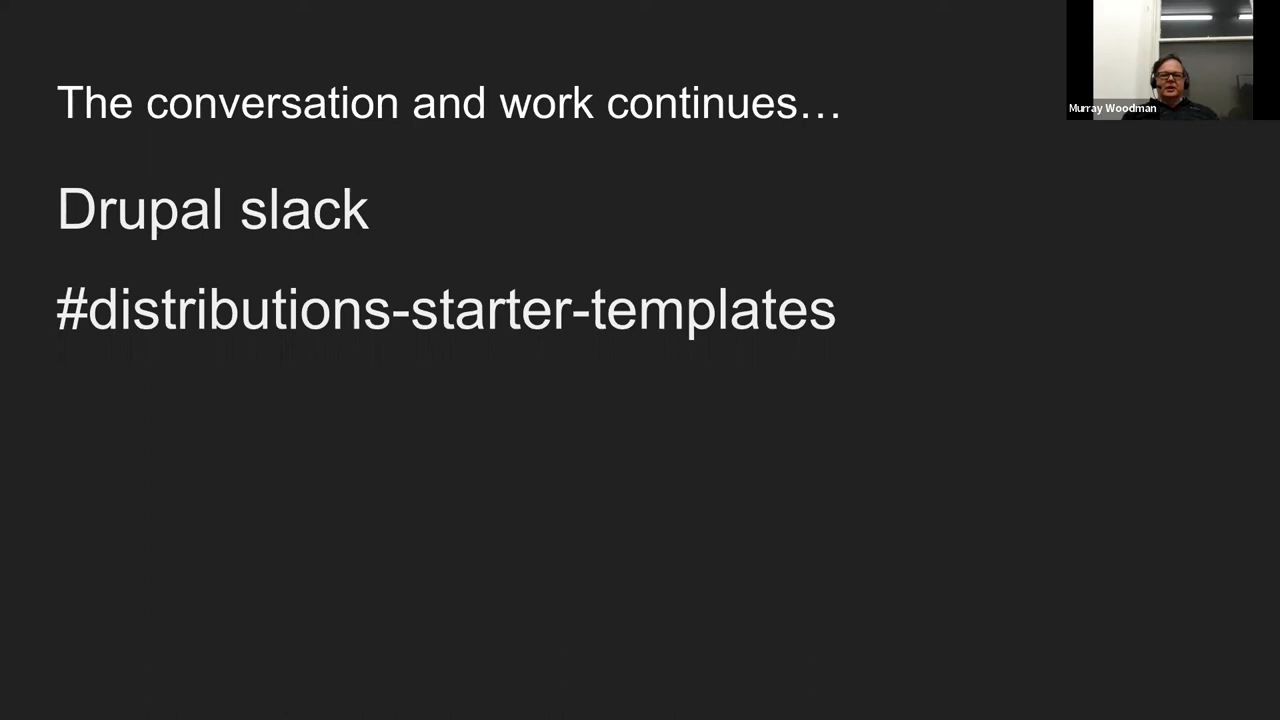 The conversation and work continues…
Murray Woodman
Drupal slack
#distributions-starter-templates